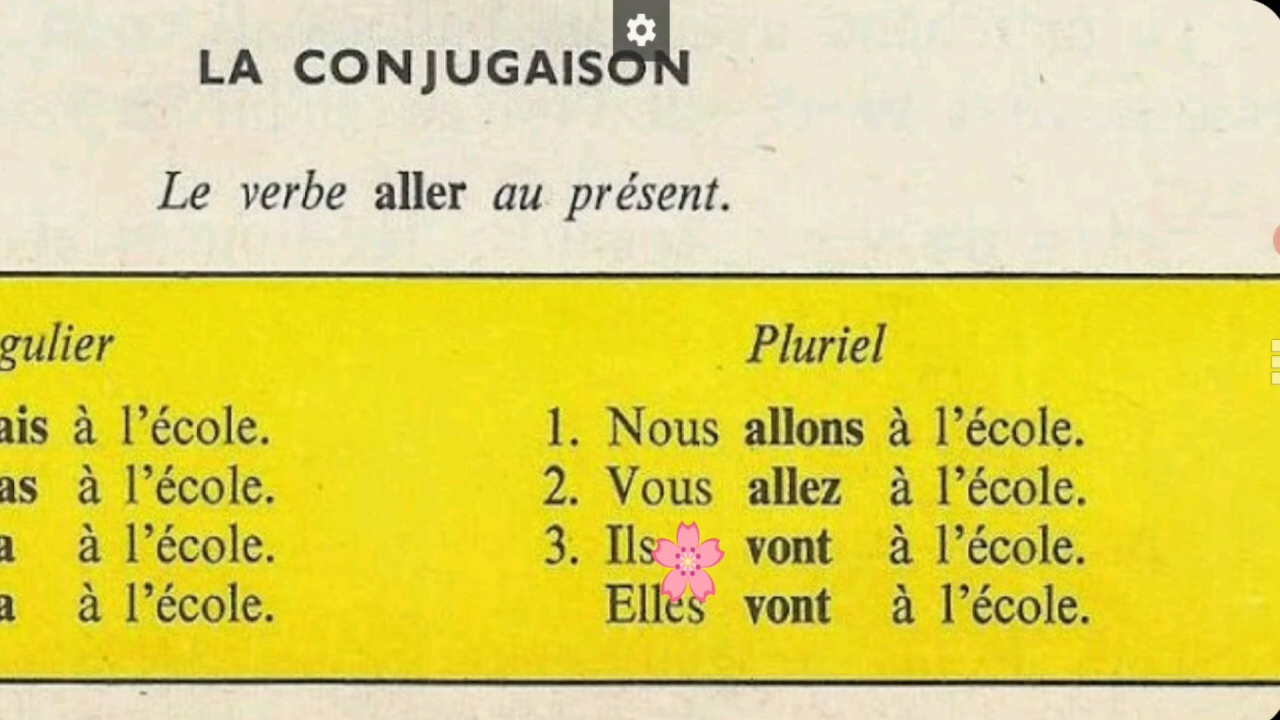 LA CONJUGAISON
Le verbe aller au présent.
gulier
Pluriel
ais à l'école.
as à l'école.
a à l'école.
a à l'école.
1. Nous allons à l'école.
2. Vous allez à l'école.
3. Ils vont à l'école.
Elles vont à l'école.